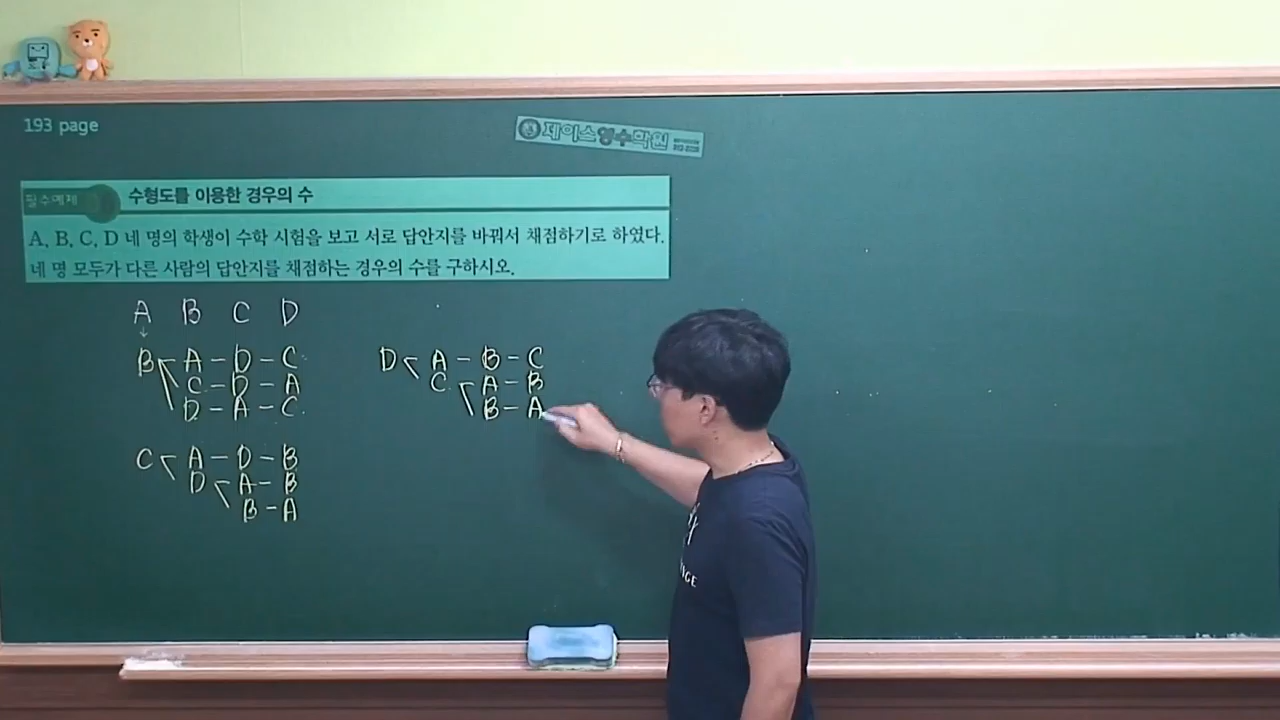 193 page
제이스영수학원
필수예제
수형도를 이용한 경우의 수
A, B, C, D 네 명의 학생이 수학 시험을 보고 서로 답안지를 바꿔서 채점하기로 하였다.
네 명 모두가 다른 사람의 답안지를 채점하는 경우의 수를 구하시오.
A B C D
↓
B A - D - C
C - D - A
D - A - C
C A - D - B
D A - B
B - A
D A - B - C
C A - B
B - A